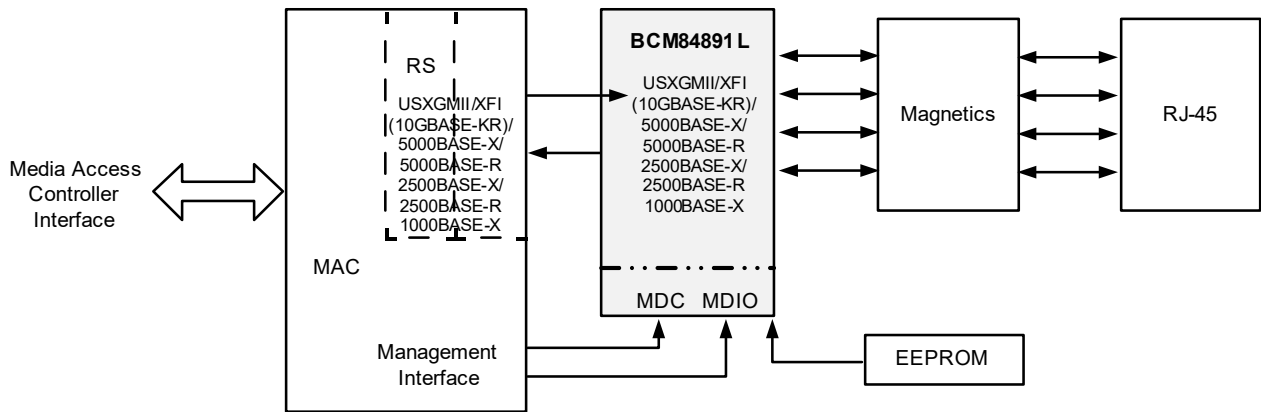 Media Access
Controller
Interface
RS
USXGMII/XFI
(10GBASE-KR)/
5000BASE-X/
5000BASE-R
2500BASE-X/
2500BASE-R
1000BASE-X
MAC
Management
Interface
BCM84891L
USXGMII/XFI
(10GBASE-KR)/
5000BASE-X/
5000BASE-R
2500BASE-X/
2500BASE-R
1000BASE-X
MDC MDIO
Magnetics
RJ-45
EEPROM